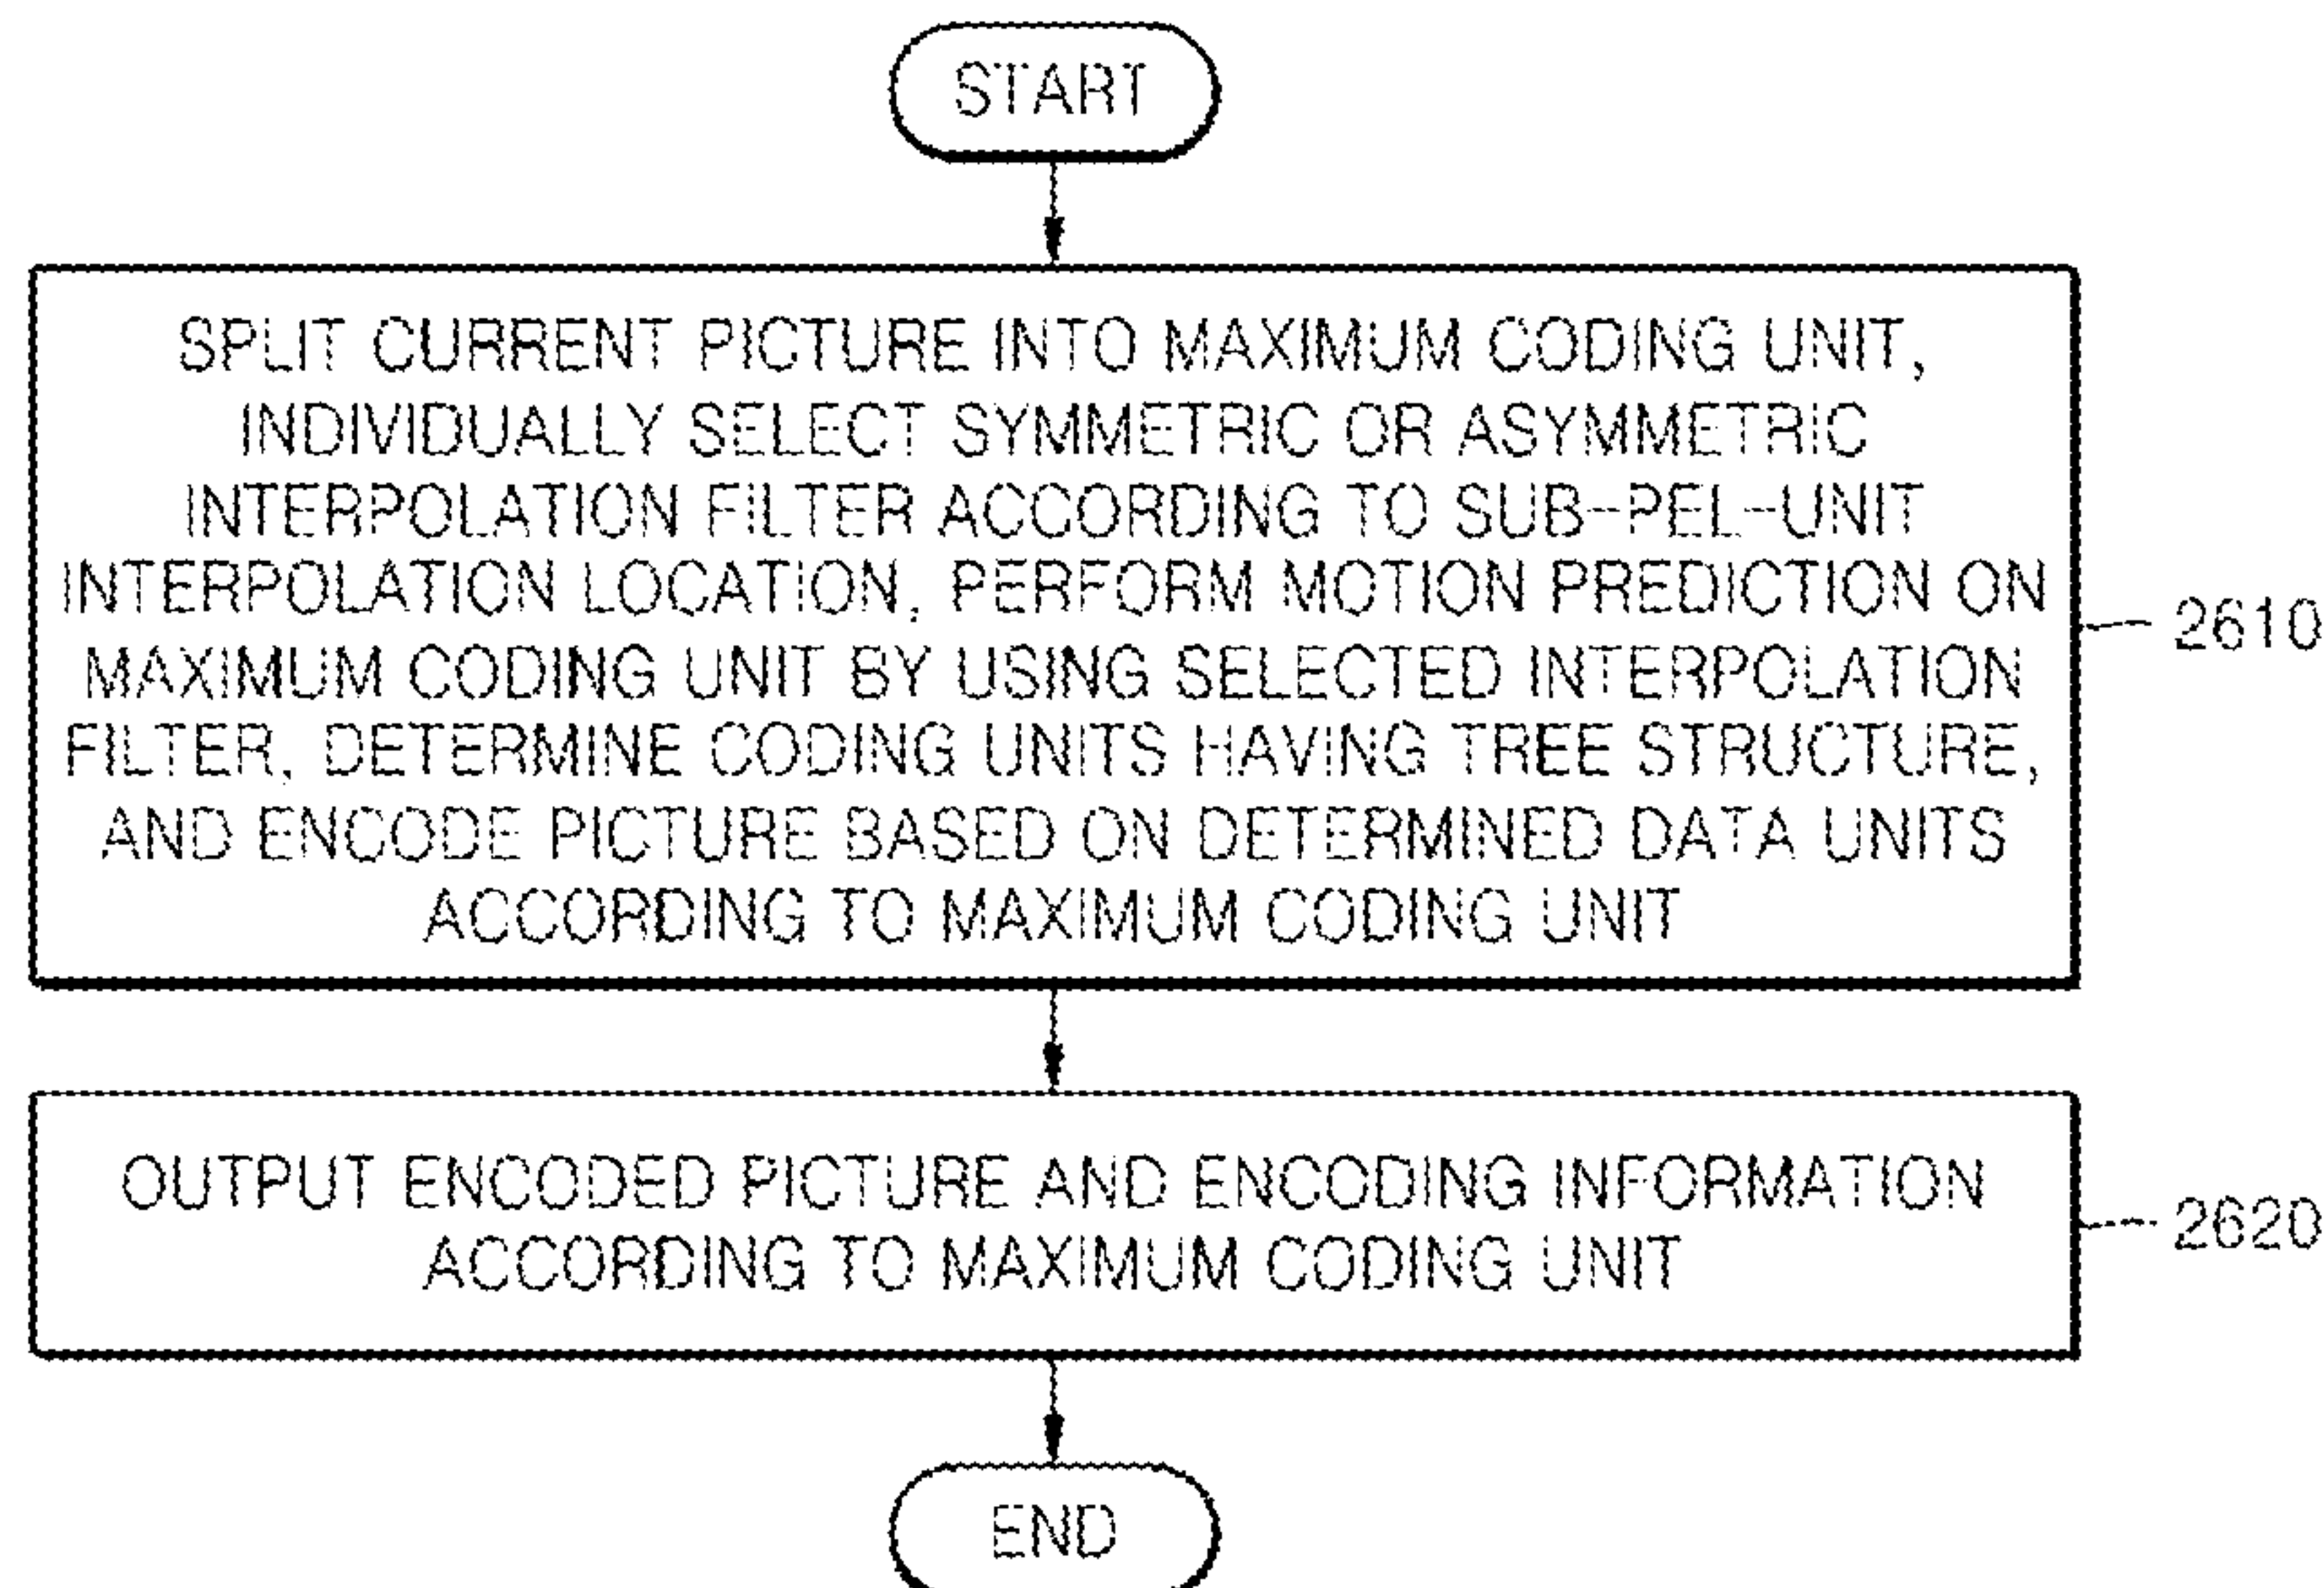 START
SPLIT CURRENT PICTURE INTO MAXIMUM CODING UNIT,
INDIVIDUALLY SELECT SYMMETRIC OR ASYMMETRIC
INTERPOLATION FILTER ACCORDING TO SUB-PEL-UNIT
INTERPOLATION LOCATION, PERFORM MOTION PREDICTION ON
MAXIMUM CODING UNIT BY USING SELECTED INTERPOLATION
FILTER, DETERMINE CODING UNITS HAVING TREE STRUCTURE,
AND ENCODE PICTURE BASED ON DETERMINED DATA UNITS
ACCORDING TO MAXIMUM CODING UNIT
2610
OUTPUT ENCODED PICTURE AND ENCODING INFORMATION
ACCORDING TO MAXIMUM CODING UNIT
2620
END